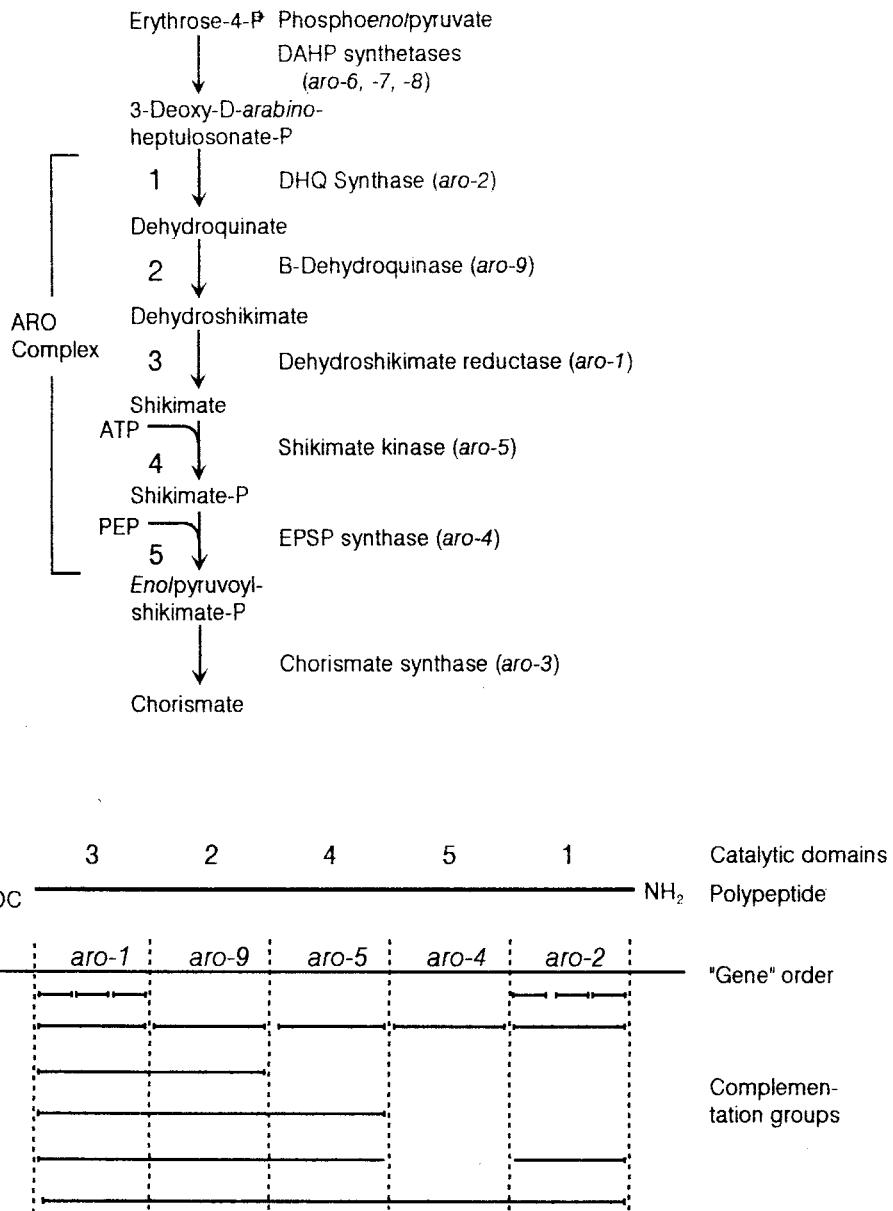 Erythrose-4-P Phosphoenolpyruvate
DAHP synthetases
(aro-6, -7, -8)
3-Deoxy-D-arabino-
heptulosonate-P
1 DHQ Synthase (aro-2)
Dehydroquinate
2 B-Dehydroquinase (aro-9)
Dehydroshikimate
ARO
Complex
3 Dehydroshikimate reductase (aro-1)
Shikimate
ATP
4 Shikimate kinase (aro-5)
Shikimate-P
PEP
5 EPSP synthase (aro-4)
Enolpyruvoyl-
shikimate-P
Chorismate synthase (aro-3)
Chorismate
3 2 4 5 1 Catalytic domains
OC NH₂ Polypeptide
aro-1 aro-9 aro-5 aro-4 aro-2 "Gene" order
Complemen-
tation groups